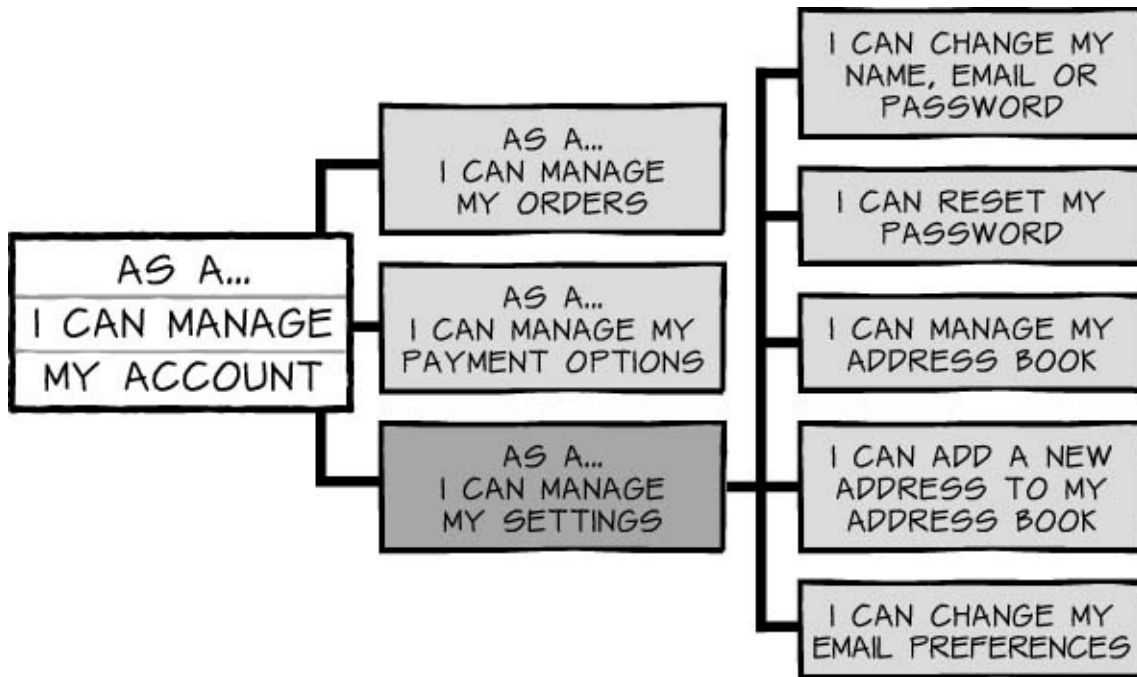 AS A...
I CAN MANAGE
MY ACCOUNT
AS A...
I CAN MANAGE
MY ORDERS
AS A...
I CAN MANAGE MY
PAYMENT OPTIONS
AS A...
I CAN MANAGE
MY SETTINGS
I CAN CHANGE MY
NAME, EMAIL OR
PASSWORD
I CAN RESET MY
PASSWORD
I CAN MANAGE MY
ADDRESS BOOK
I CAN ADD A NEW
ADDRESS TO MY
ADDRESS BOOK
I CAN CHANGE MY
EMAIL PREFERENCES